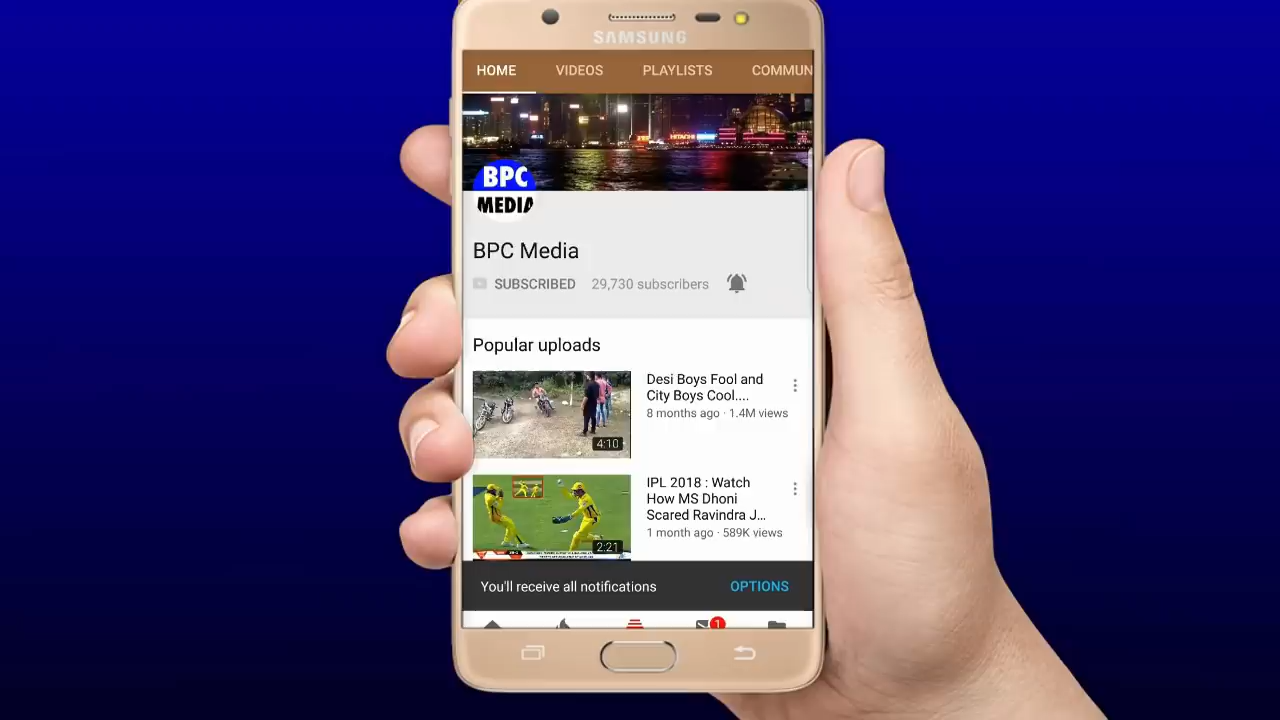 SAMSUNG
HOME VIDEOS PLAYLISTS COMMUN
HITACHI
BPC
MEDIA
BPC Media
SUBSCRIBED 29,730 subscribers
Popular uploads
Desi Boys Fool and
City Boys Cool....
8 months ago · 1.4M views
4:10
IPL 2018 : Watch
How MS Dhoni
Scared Ravindra J...
1 month ago · 589K views
2:21
You'll receive all notifications OPTIONS
1